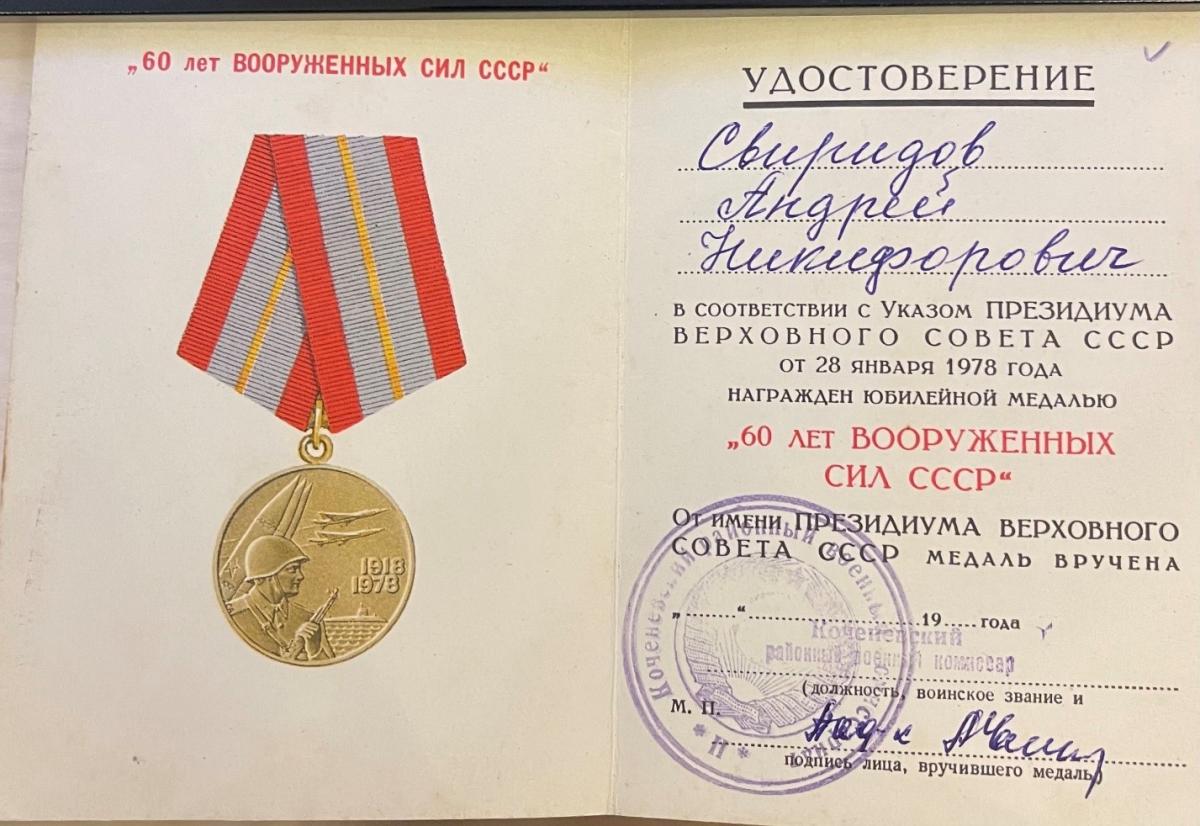 „60 лет ВООРУЖЕННЫХ СИЛ СССР“
1918
1978
УДОСТОВЕРЕНИЕ
Свиридов
Андрей
Никифорович
В СООТВЕТСТВИИ С УКАЗОМ ПРЕЗИДИУМА
ВЕРХОВНОГО СОВЕТА СССР
ОТ 28 ЯНВАРЯ 1978 ГОДА
НАГРАЖДЕН ЮБИЛЕЙНОЙ МЕДАЛЬЮ
„60 ЛЕТ ВООРУЖЕННЫХ
СИЛ СССР“
ОТ ИМЕНИ ПРЕЗИДИУМА ВЕРХОВНОГО
СОВЕТА СССР МЕДАЛЬ ВРУЧЕНА
„.......“ ....................19.....года
Коченевский
районный военный комиссар
(должность, воинское звание и
М. П.
подпись лица, вручившего медаль)
Коченевский районный